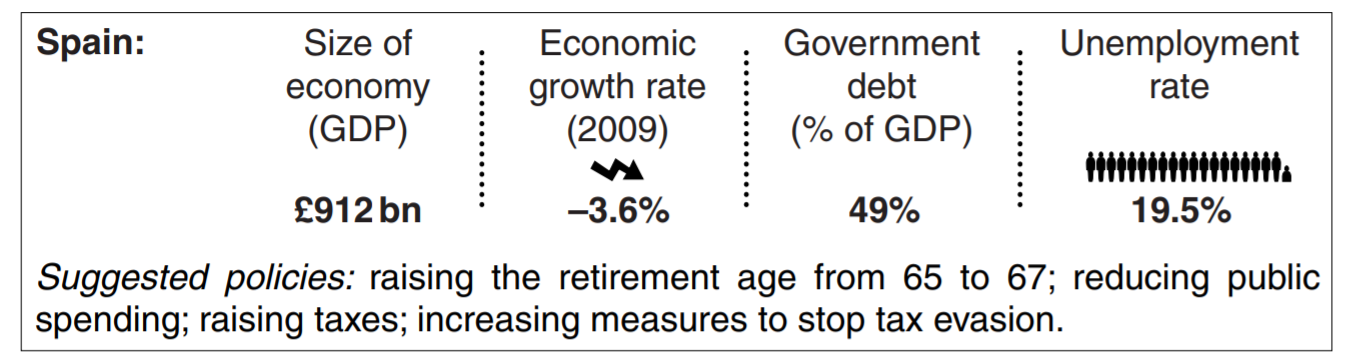 Spain: Size of Economic Government Unemployment
economy growth rate debt rate
(GDP) (2009) (% of GDP)
£912 bn –3.6% 49% 19.5%
Suggested policies: raising the retirement age from 65 to 67; reducing public
spending; raising taxes; increasing measures to stop tax evasion.